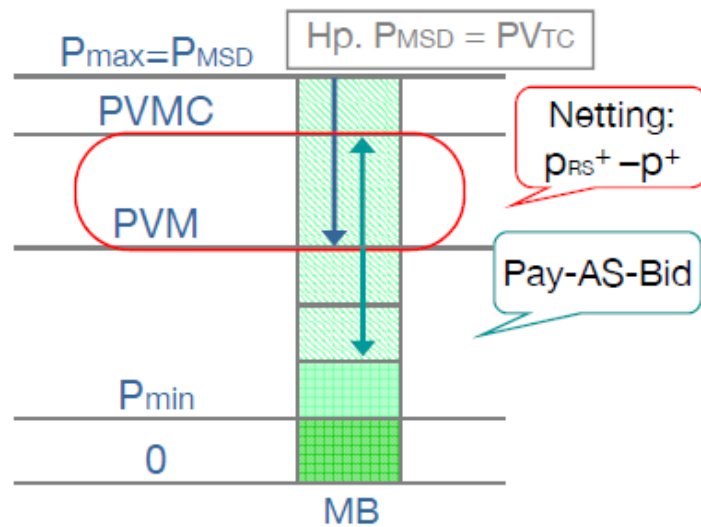 Hp. PMSD = PVTC
Pmax=PMSD
PVMC
Netting:
pRS+ –p+
PVM
Pay-AS-Bid
Pmin
0
MB